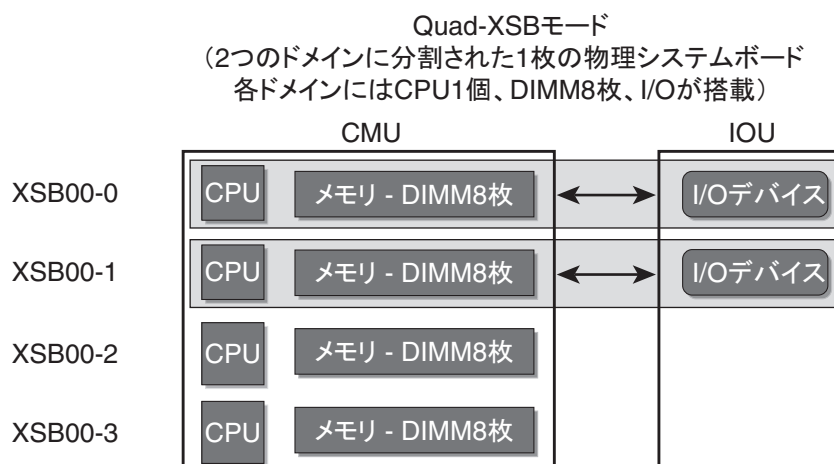 Quad-XSBモード
（2つのドメインに分割された1枚の物理システムボード
各ドメインにはCPU1個、DIMM8枚、I/Oが搭載）
CMU IOU
XSB00-0 CPU メモリ - DIMM8枚 I/Oデバイス
XSB00-1 CPU メモリ - DIMM8枚 I/Oデバイス
XSB00-2 CPU メモリ - DIMM8枚
XSB00-3 CPU メモリ - DIMM8枚